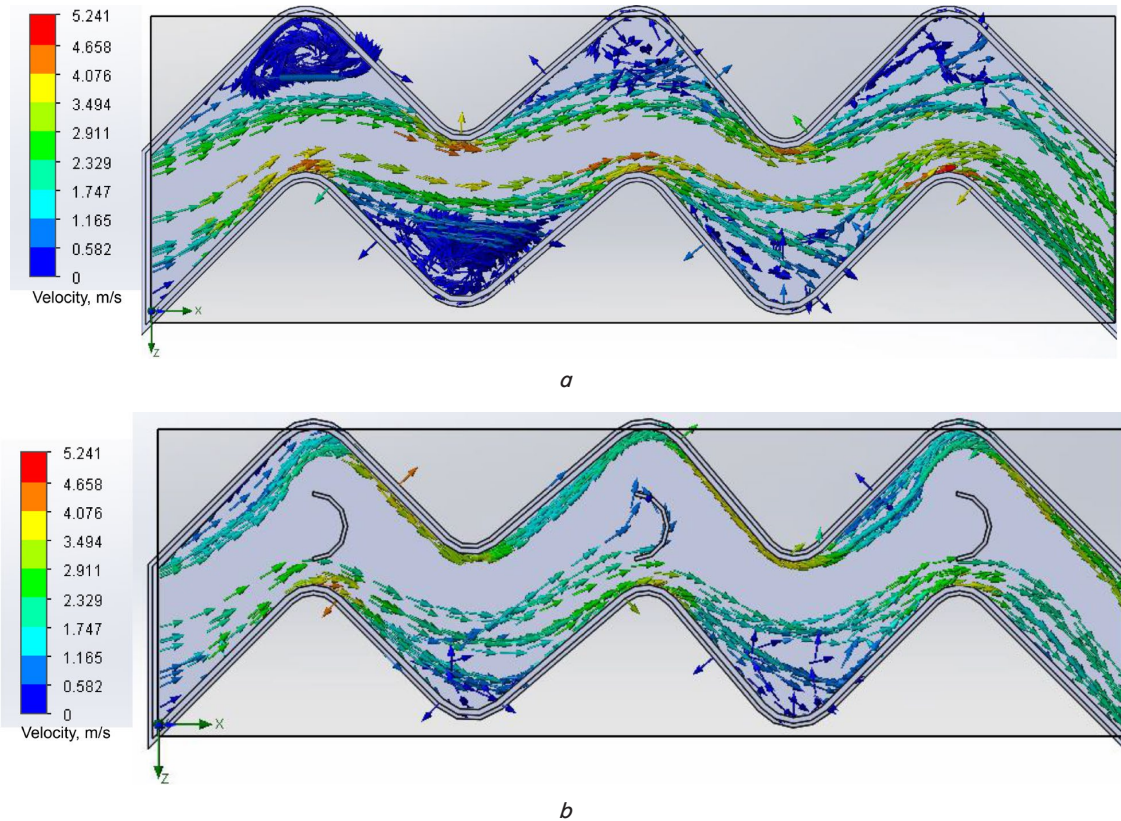 5.241
4.658
4.076
3.494
2.911
2.329
1.747
1.165
0.582
0
Velocity, m/s
X
Z
a
5.241
4.658
4.076
3.494
2.911
2.329
1.747
1.165
0.582
0
Velocity, m/s
X
Z
b